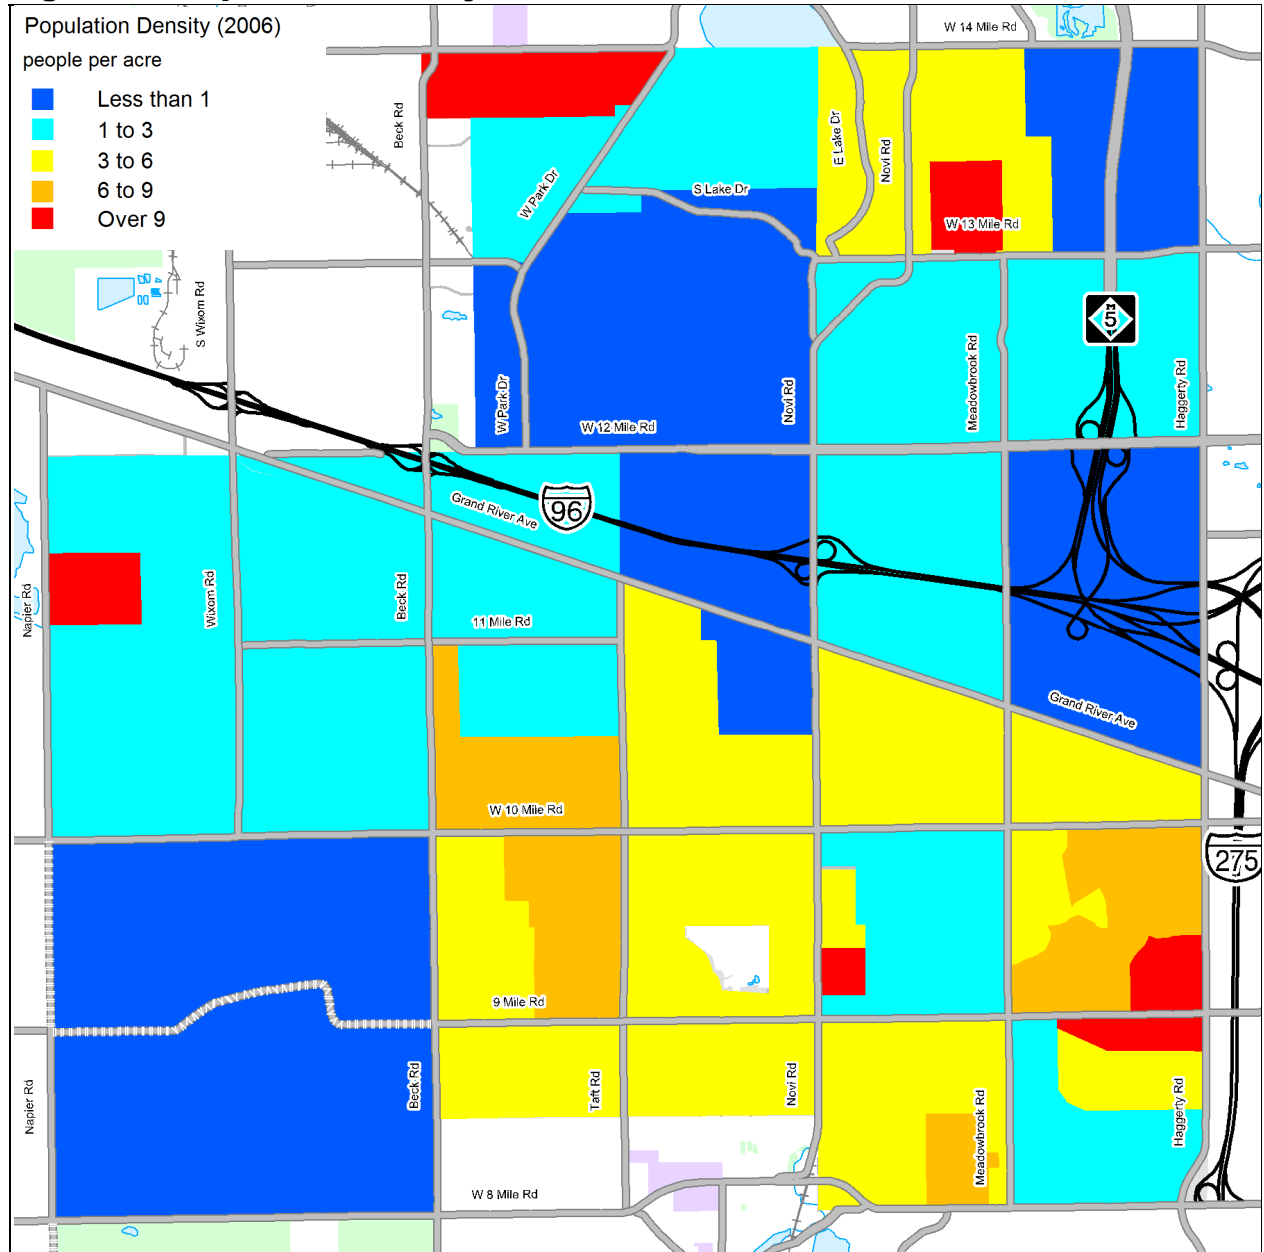 Population Density (2006)
people per acre
Less than 1
1 to 3
3 to 6
6 to 9
Over 9
W 14 Mile Rd
Beck Rd
E Lake Dr
Novi Rd
W Park Dr
S Lake Dr
W 13 Mile Rd
S Wixom Rd
M
5
Meadowbrook Rd
Haggerty Rd
W Park Dr
Novi Rd
W 12 Mile Rd
Grand River Ave
96
Napier Rd
Wixom Rd
Beck Rd
11 Mile Rd
Grand River Ave
W 10 Mile Rd
275
9 Mile Rd
Napier Rd
Beck Rd
Taft Rd
Novi Rd
Meadowbrook Rd
Haggerty Rd
W 8 Mile Rd